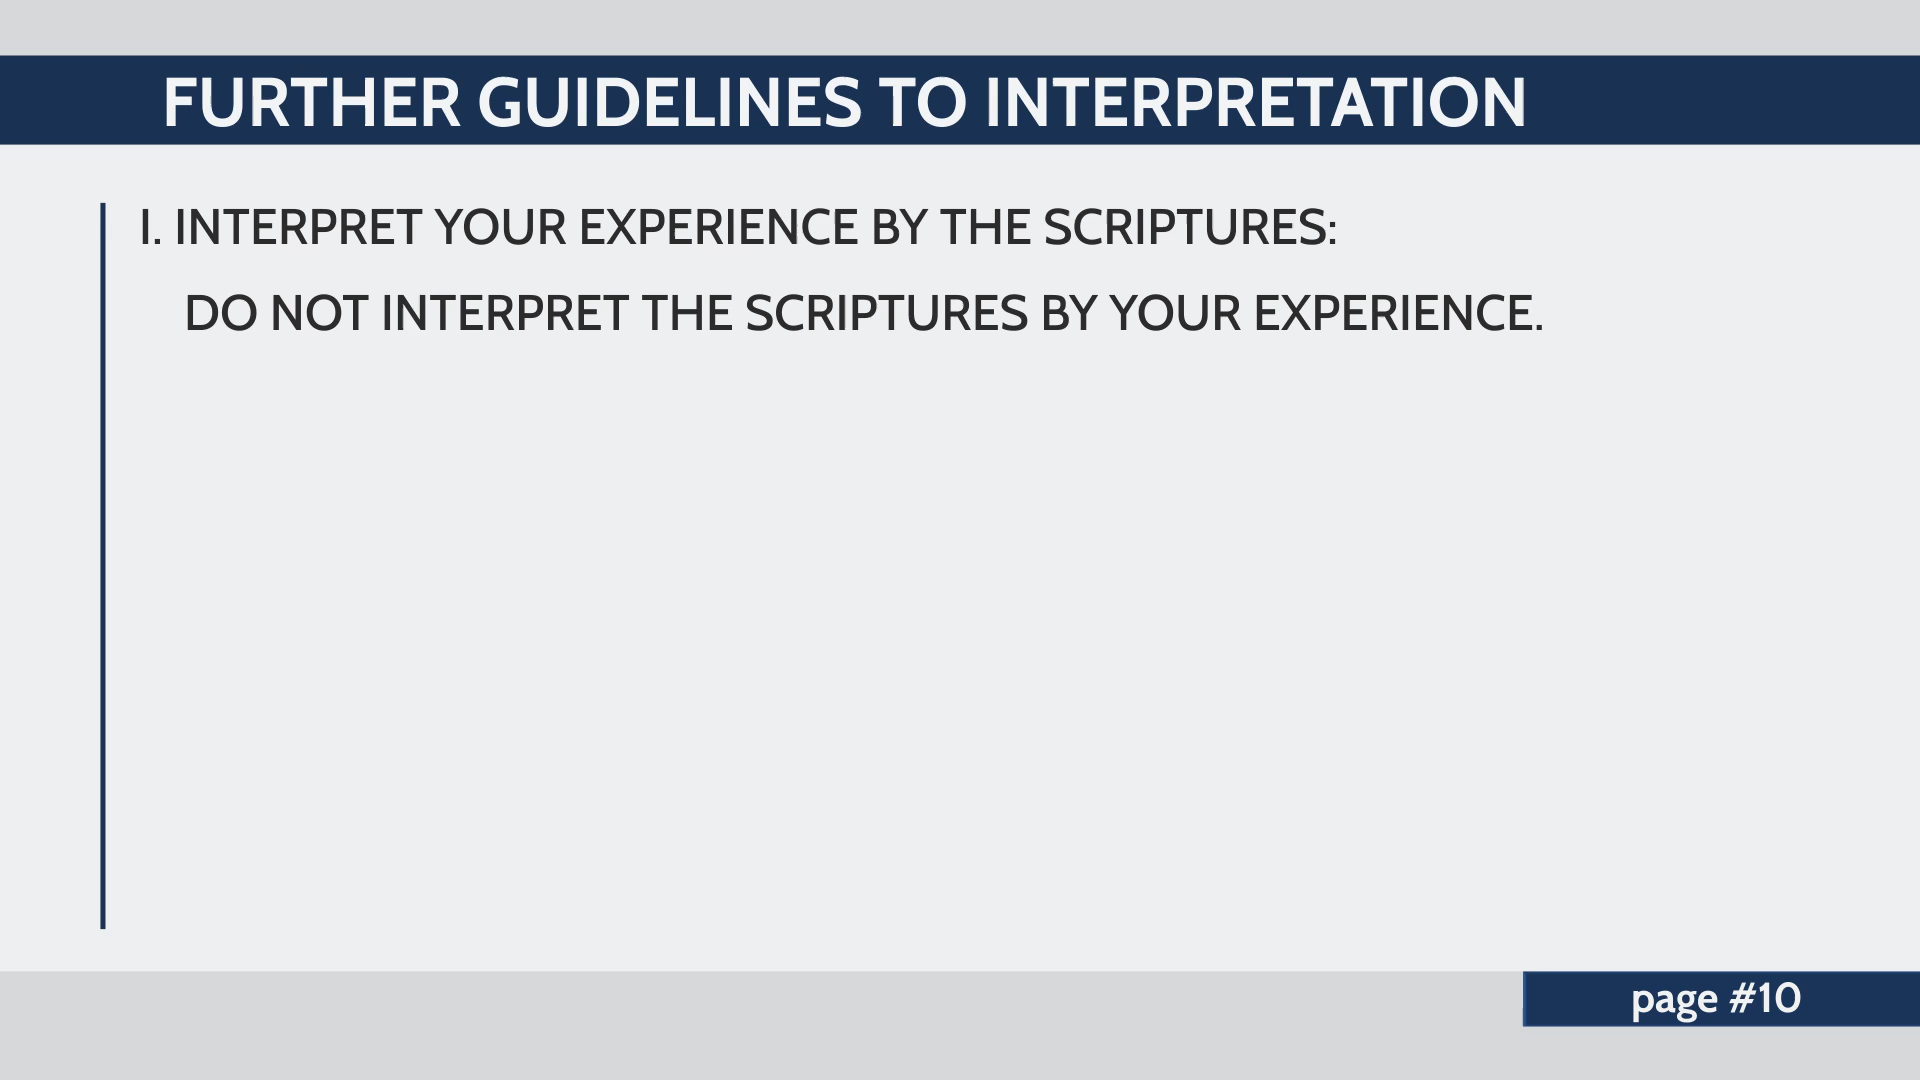 FURTHER GUIDELINES TO INTERPRETATION
I. INTERPRET YOUR EXPERIENCE BY THE SCRIPTURES:
DO NOT INTERPRET THE SCRIPTURES BY YOUR EXPERIENCE.
page #10